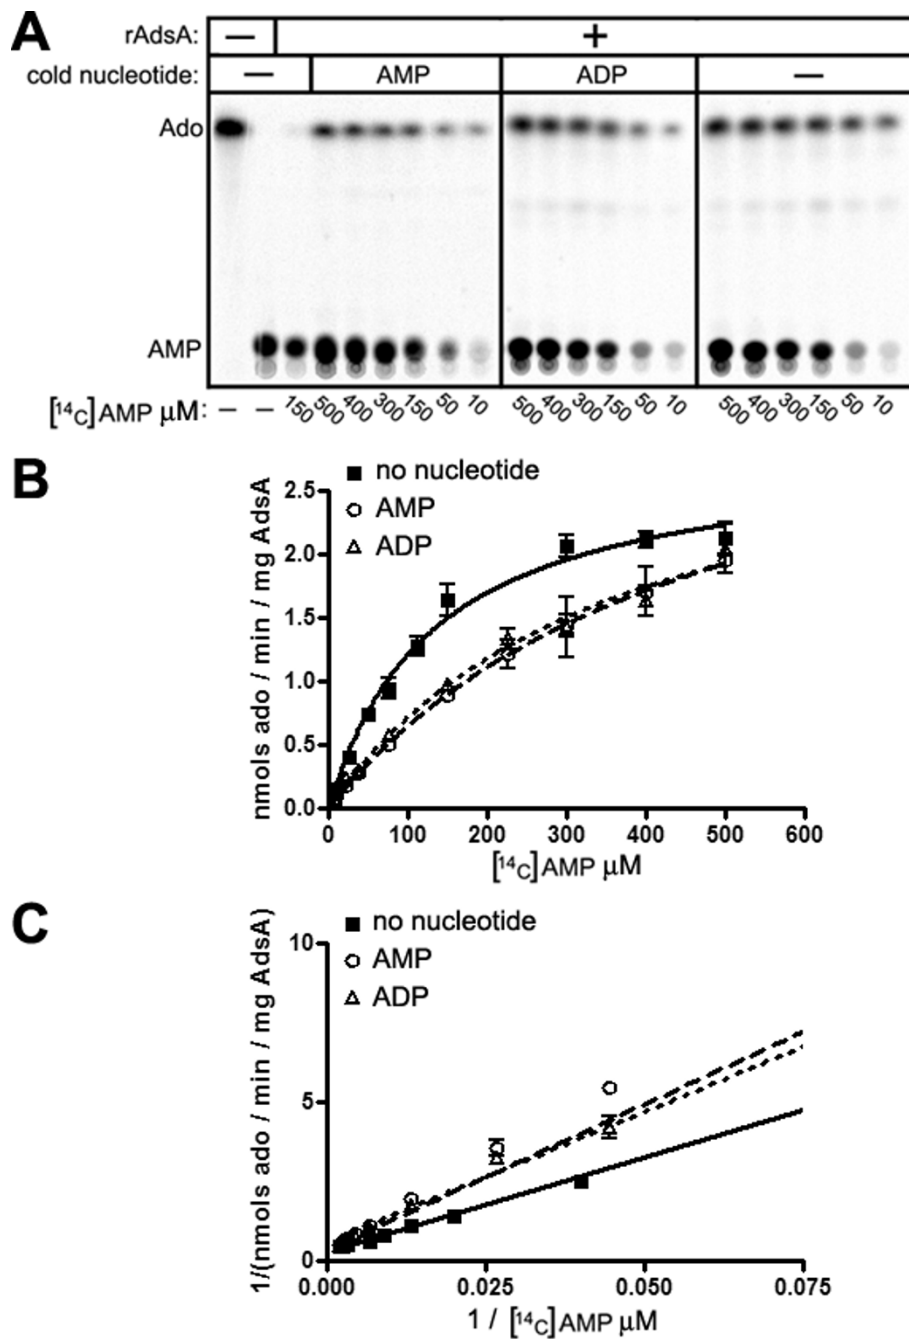 A
rAdsA: — +
cold nucleotide: — AMP ADP —
Ado
AMP
[¹⁴C]AMP µM: — — 150 500 400 300 150 50 10 500 400 300 150 50 10 500 400 300 150 50 10
B
■ no nucleotide
○ AMP
△ ADP
nmols ado / min / mg AdsA
2.5
2.0
1.5
1.0
0.5
0.0
0 100 200 300 400 500 600
[¹⁴C]AMP µM
C
■ no nucleotide
○ AMP
△ ADP
1/(nmols ado / min / mg AdsA)
10
5
0
0.000 0.025 0.050 0.075
1 / [¹⁴C]AMP µM